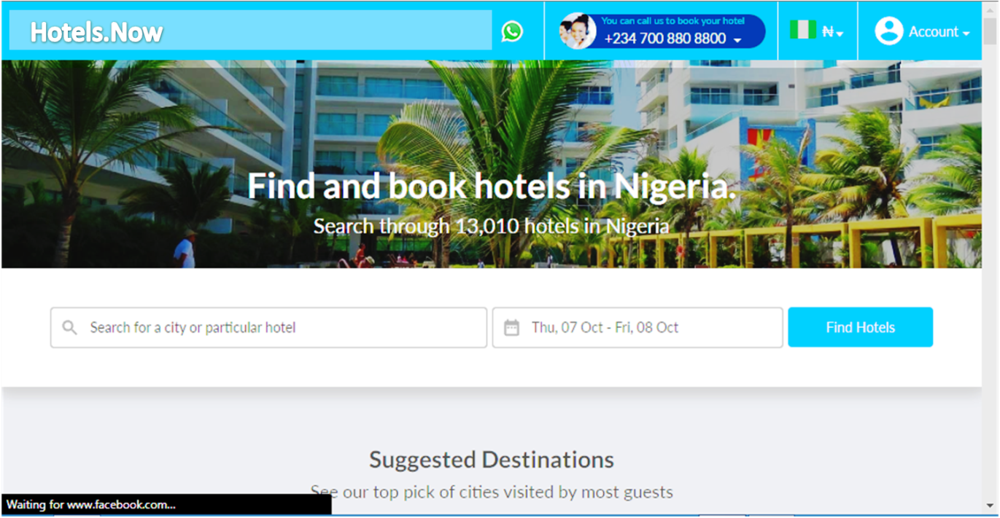 Hotels.Now
You can call us to book your hotel
+234 700 880 8800
₦
Account
Find and book hotels in Nigeria.
Search through 13,010 hotels in Nigeria
Search for a city or particular hotel
Thu, 07 Oct - Fri, 08 Oct
Find Hotels
Suggested Destinations
See our top pick of cities visited by most guests
Waiting for www.facebook.com...